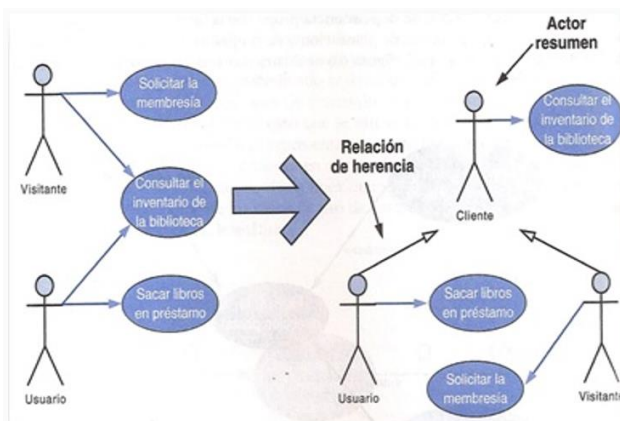 Actor
resumen
Solicitar la
membresía
Consultar el
inventario de
la biblioteca
Relación
de herencia
Visitante
Consultar el
inventario de
la biblioteca
Cliente
Sacar libros
en préstamo
Sacar libros
en préstamo
Solicitar la
membresía
Usuario
Usuario
Visitante